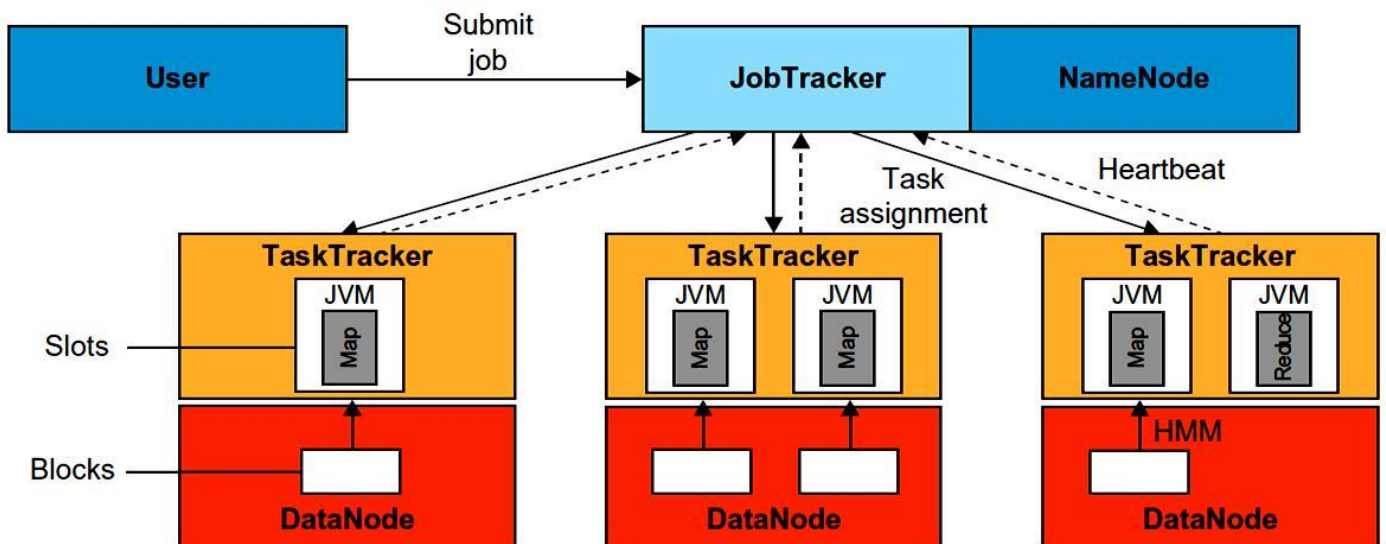 Submit
job
User
JobTracker
NameNode
Task
assignment
Heartbeat
TaskTracker
TaskTracker
TaskTracker
JVM
JVM
JVM
JVM
JVM
Slots
Map
Map
Map
Map
Reduce
HMM
Blocks
DataNode
DataNode
DataNode